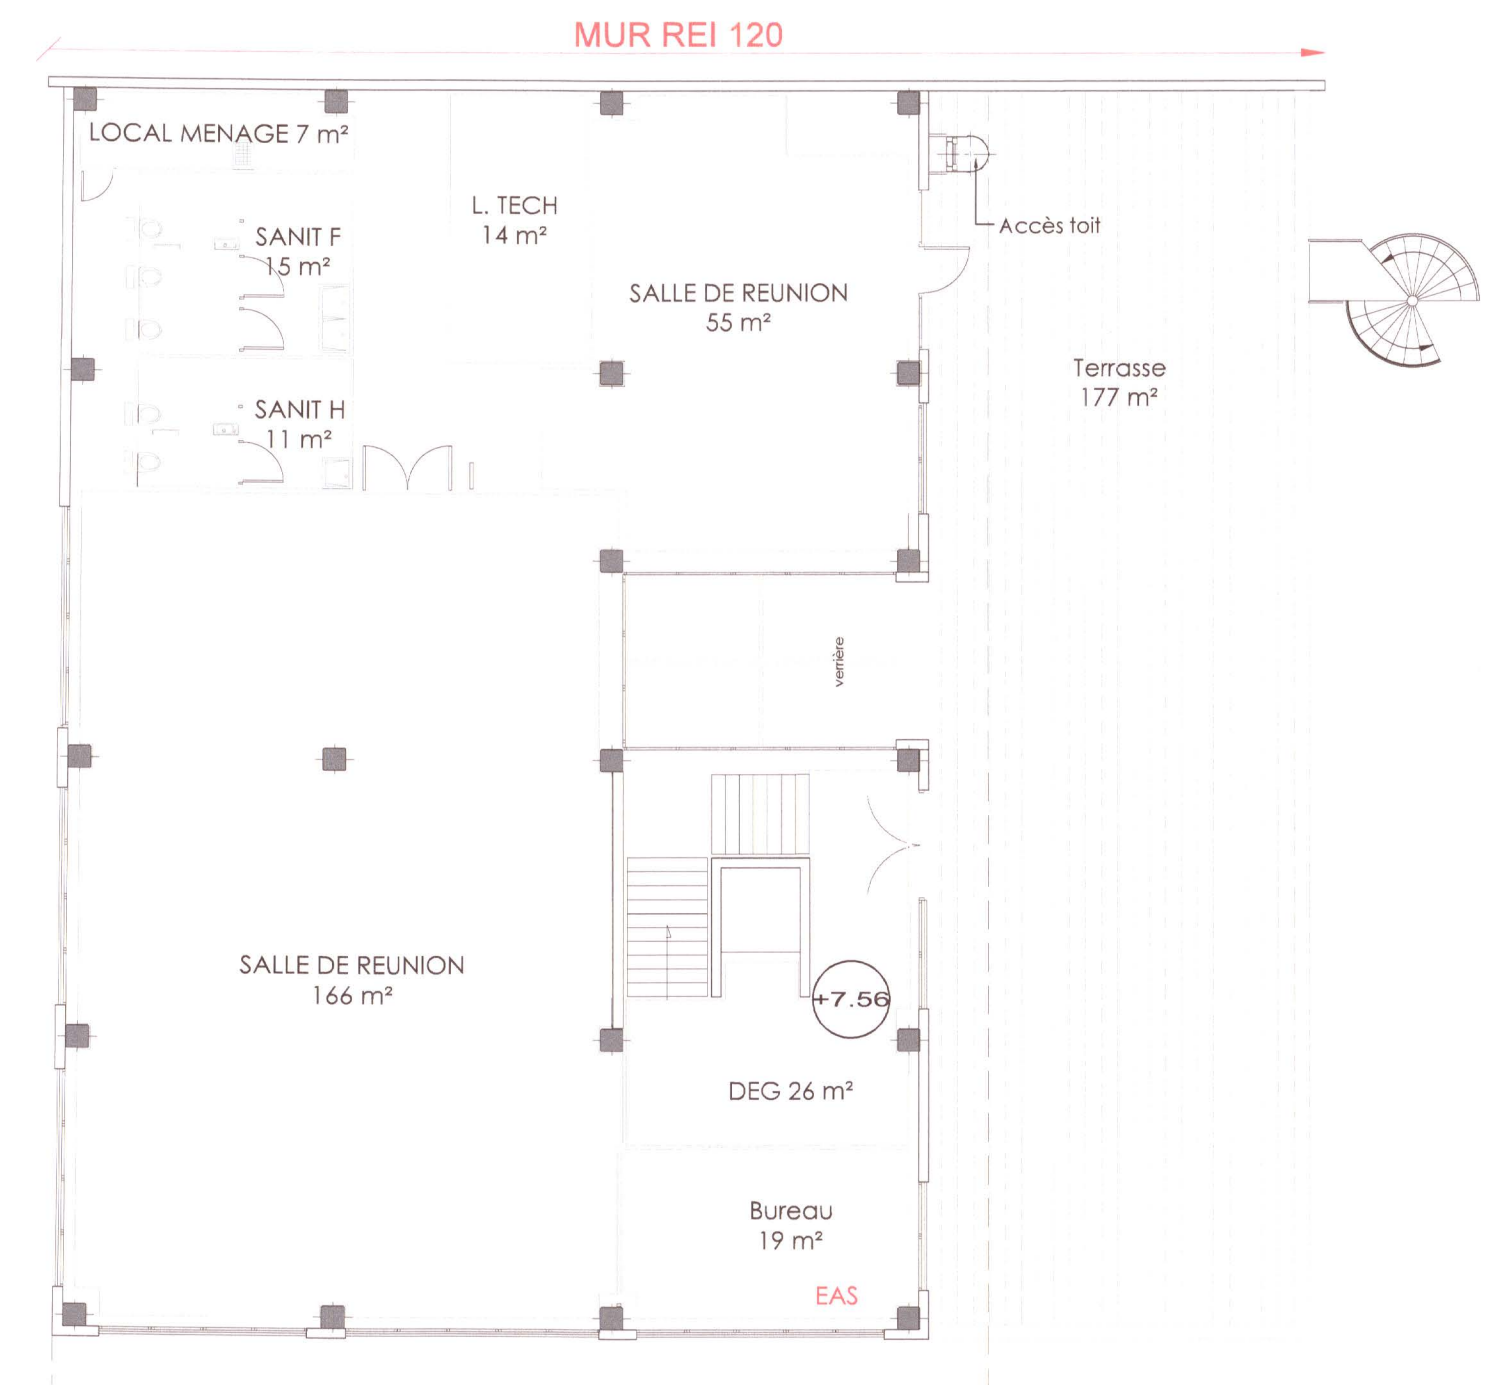 MUR REI 120
LOCAL MENAGE 7 m²
L. TECH
14 m²
SANIT F
15 m²
Accès toit
SALLE DE REUNION
55 m²
Terrasse
177 m²
SANIT H
11 m²
verrière
SALLE DE REUNION
166 m²
+7.56
DEG 26 m²
Bureau
19 m²
EAS